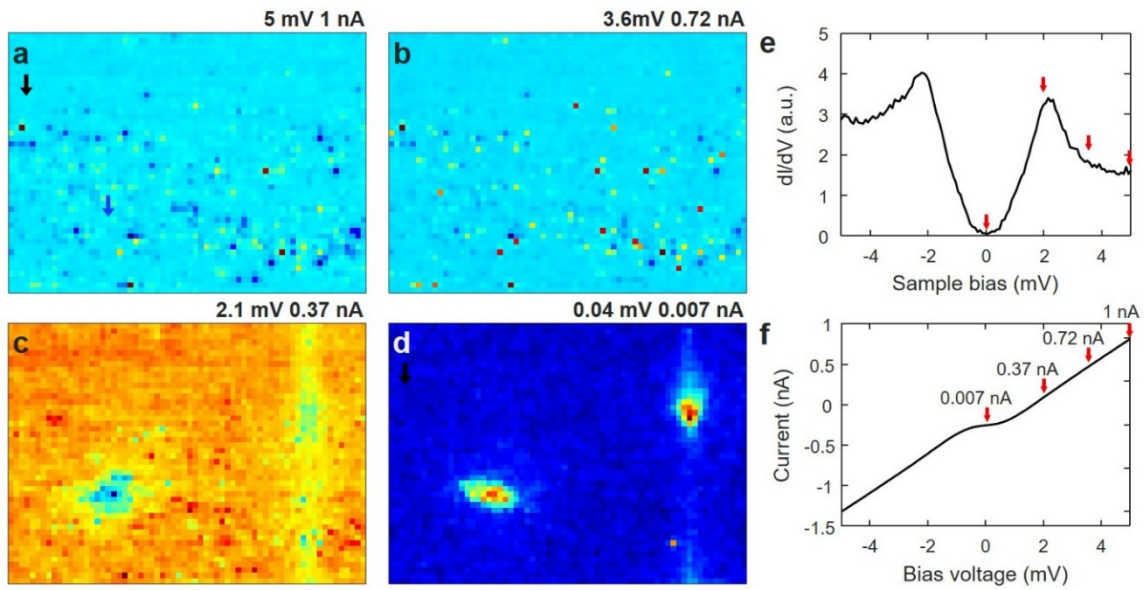 5 mV 1 nA
3.6mV 0.72 nA
a
b
2.1 mV 0.37 nA
0.04 mV 0.007 nA
c
d
e
5
4
3
2
1
0
dI/dV (a.u.)
-4 -2 0 2 4
Sample bias (mV)
f
1 nA
0.72 nA
0.37 nA
0.007 nA
1
0.5
0
-0.5
-1
-1.5
Current (nA)
-4 -2 0 2 4
Bias voltage (mV)